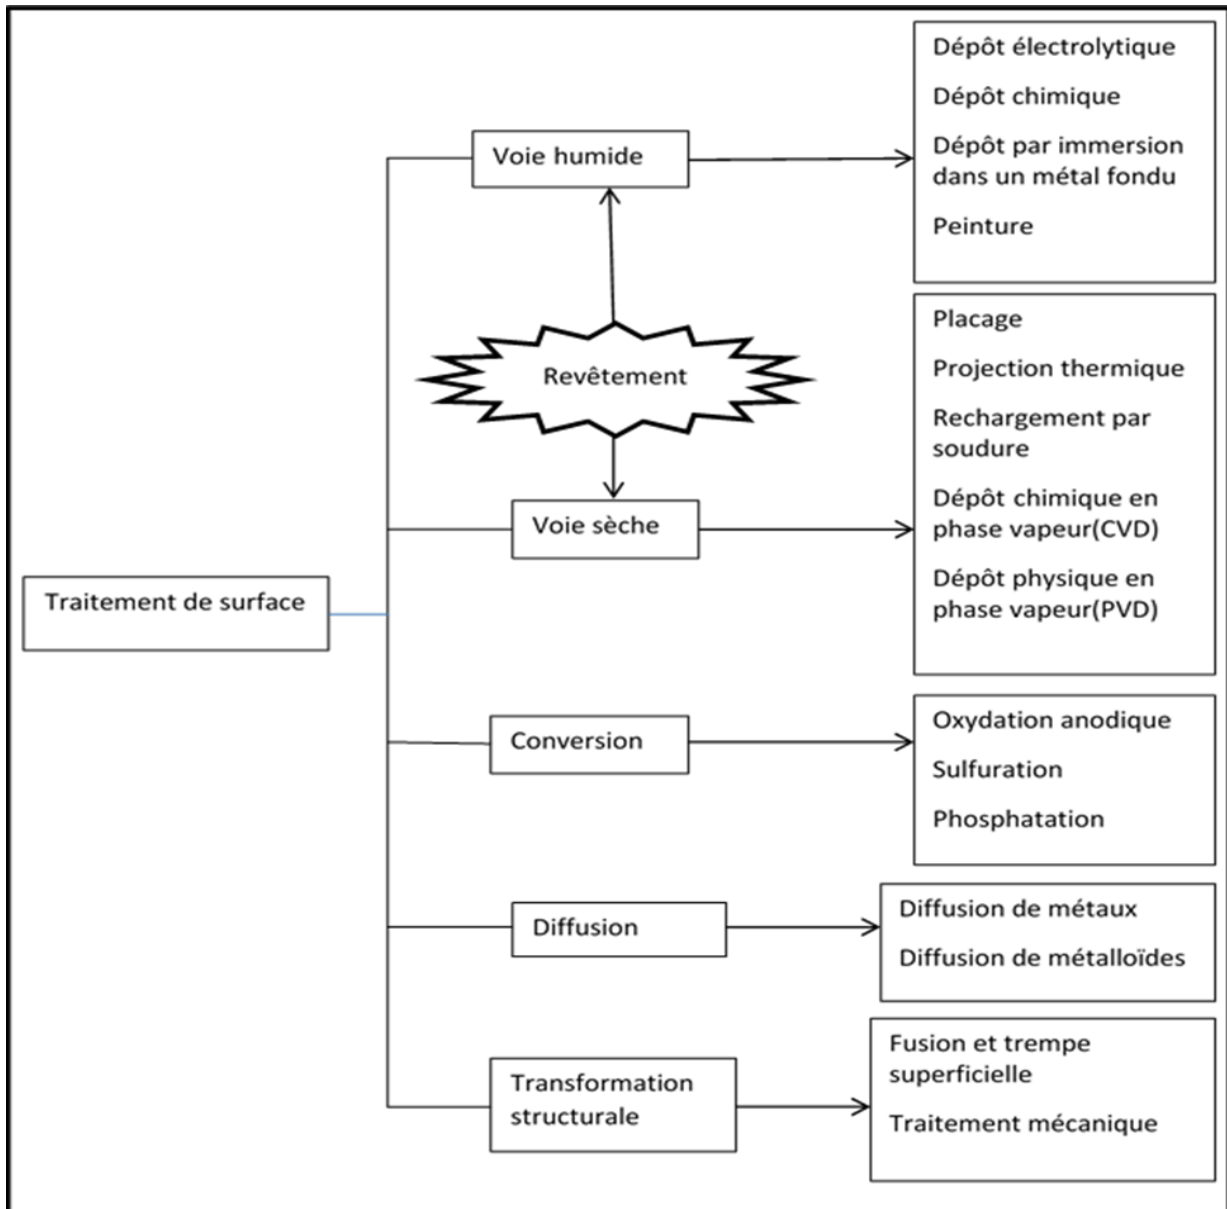 Dépôt électrolytique
Dépôt chimique
Dépôt par immersion
dans un métal fondu
Peinture
Voie humide
Revêtement
Placage
Projection thermique
Rechargement par
soudure
Dépôt chimique en
phase vapeur(CVD)
Dépôt physique en
phase vapeur(PVD)
Voie sèche
Traitement de surface
Conversion
Oxydation anodique
Sulfuration
Phosphatation
Diffusion
Diffusion de métaux
Diffusion de métalloïdes
Transformation
structurale
Fusion et trempe
superficielle
Traitement mécanique